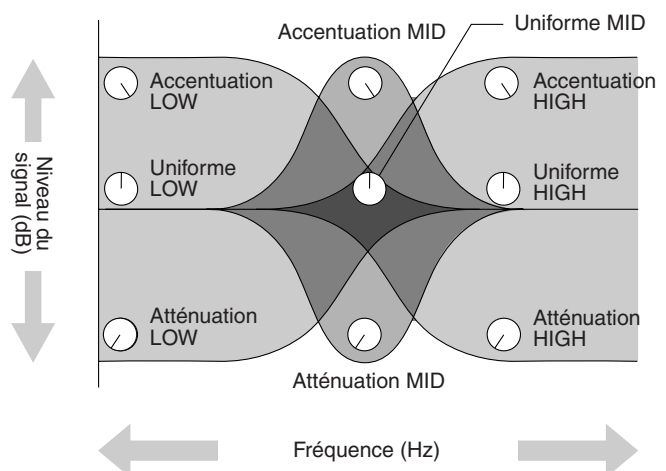 Uniforme MID
Accentuation MID
Accentuation
LOW
Accentuation
HIGH
Uniforme
LOW
Uniforme
HIGH
Niveau du
signal (dB)
Atténuation
LOW
Atténuation
HIGH
Atténuation MID
Fréquence (Hz)